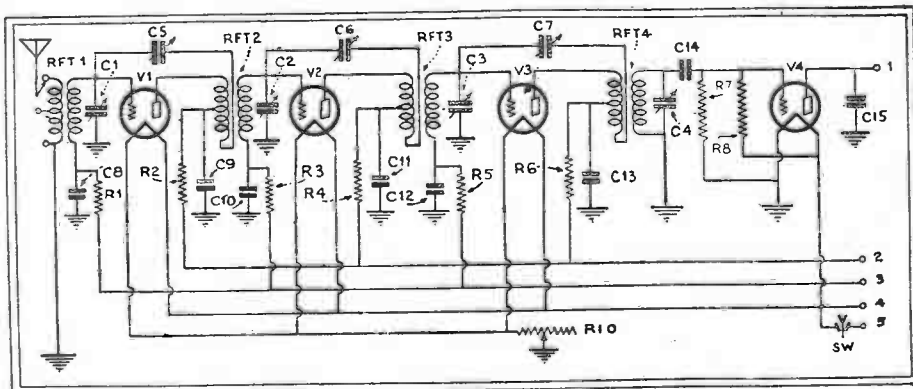 C5
C6
C7
RFT1
C1
V1
RFT2
C2
V2
RFT3
C3
V3
RFT4
C14
V4
1
R7
C4
R8
C15
C8
R1
R2
C9
C10
R3
R4
C11
C12
R5
R6
C13
2
3
4
5
R10
SW